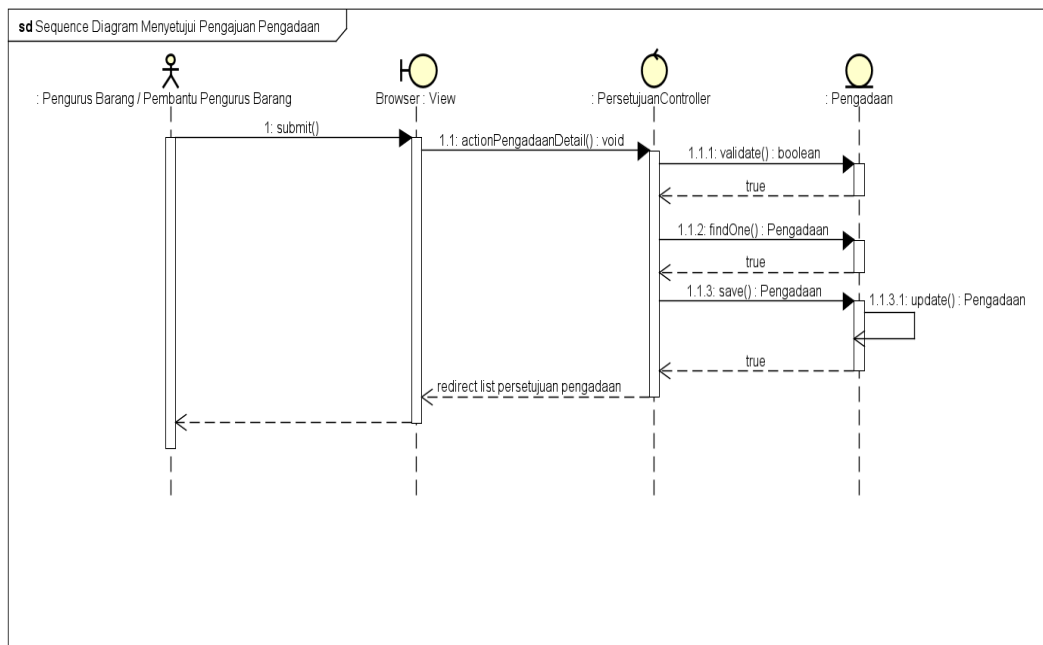 sd Sequence Diagram Menyetujui Pengajuan Pengadaan
: Pengurus Barang / Pembantu Pengurus Barang
Browser : View
: PersetujuanController
: Pengadaan
1: submit()
1.1: actionPengadaanDetail() : void
1.1.1: validate() : boolean
true
1.1.2: findOne() : Pengadaan
true
1.1.3: save() : Pengadaan
1.1.3.1: update() : Pengadaan
true
redirect list persetujuan pengadaan